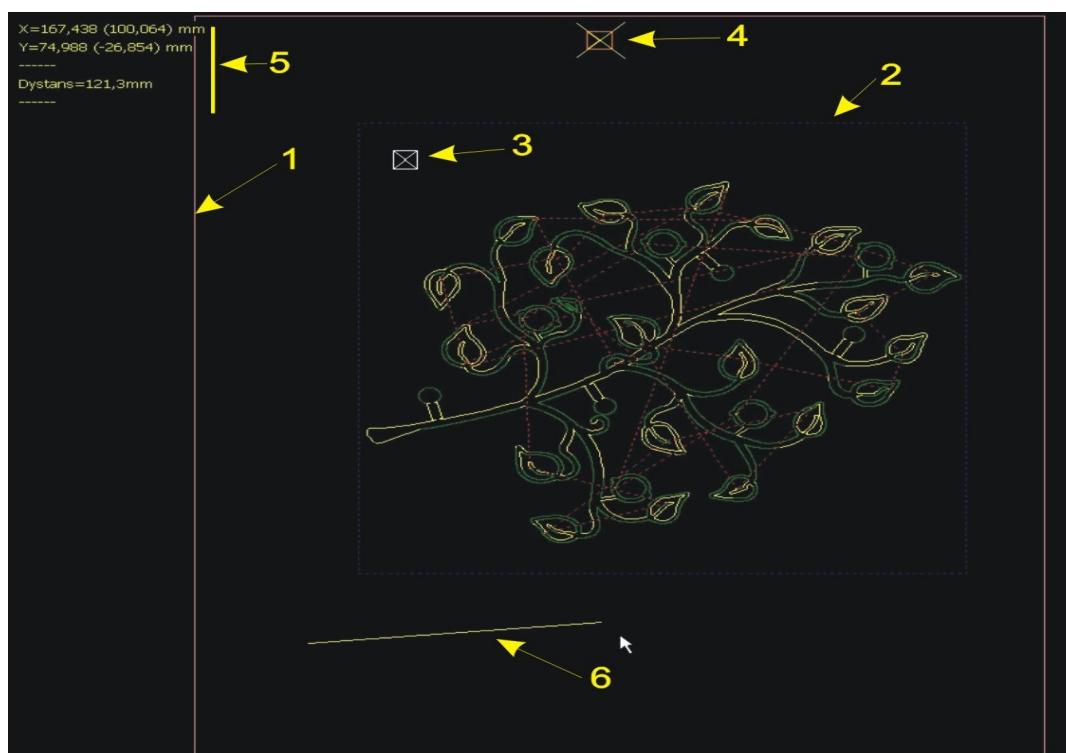 X=167,438 (100,064) mm
Y=74,988 (-26,854) mm
------
Dystans=121,3mm
------
5
4
2
3
1
6